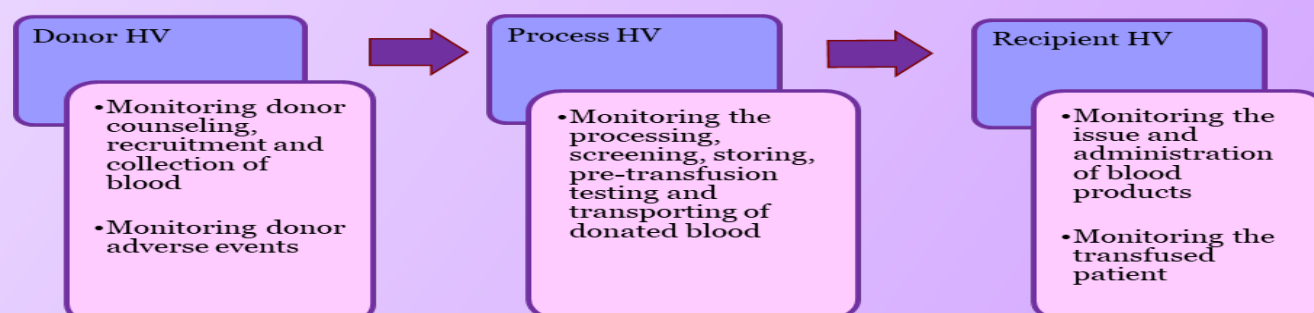 Donor HV
•Monitoring donor
counseling,
recruitment and
collection of
blood
•Monitoring donor
adverse events
Process HV
•Monitoring the
processing,
screening, storing,
pre-transfusion
testing and
transporting of
donated blood
Recipient HV
•Monitoring the
issue and
administration
of blood
products
•Monitoring the
transfused
patient